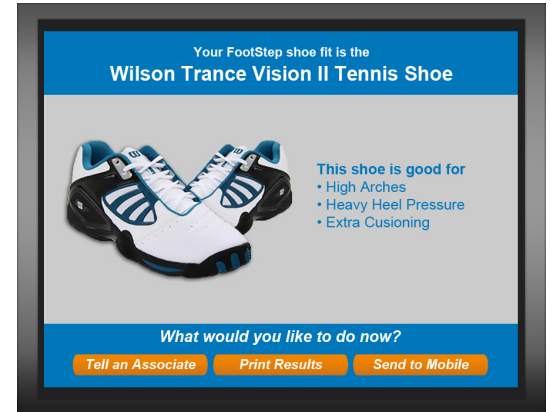 Your FootStep shoe fit is the
Wilson Trance Vision II Tennis Shoe
This shoe is good for
• High Arches
• Heavy Heel Pressure
• Extra Cusioning
What would you like to do now?
Tell an Associate
Print Results
Send to Mobile